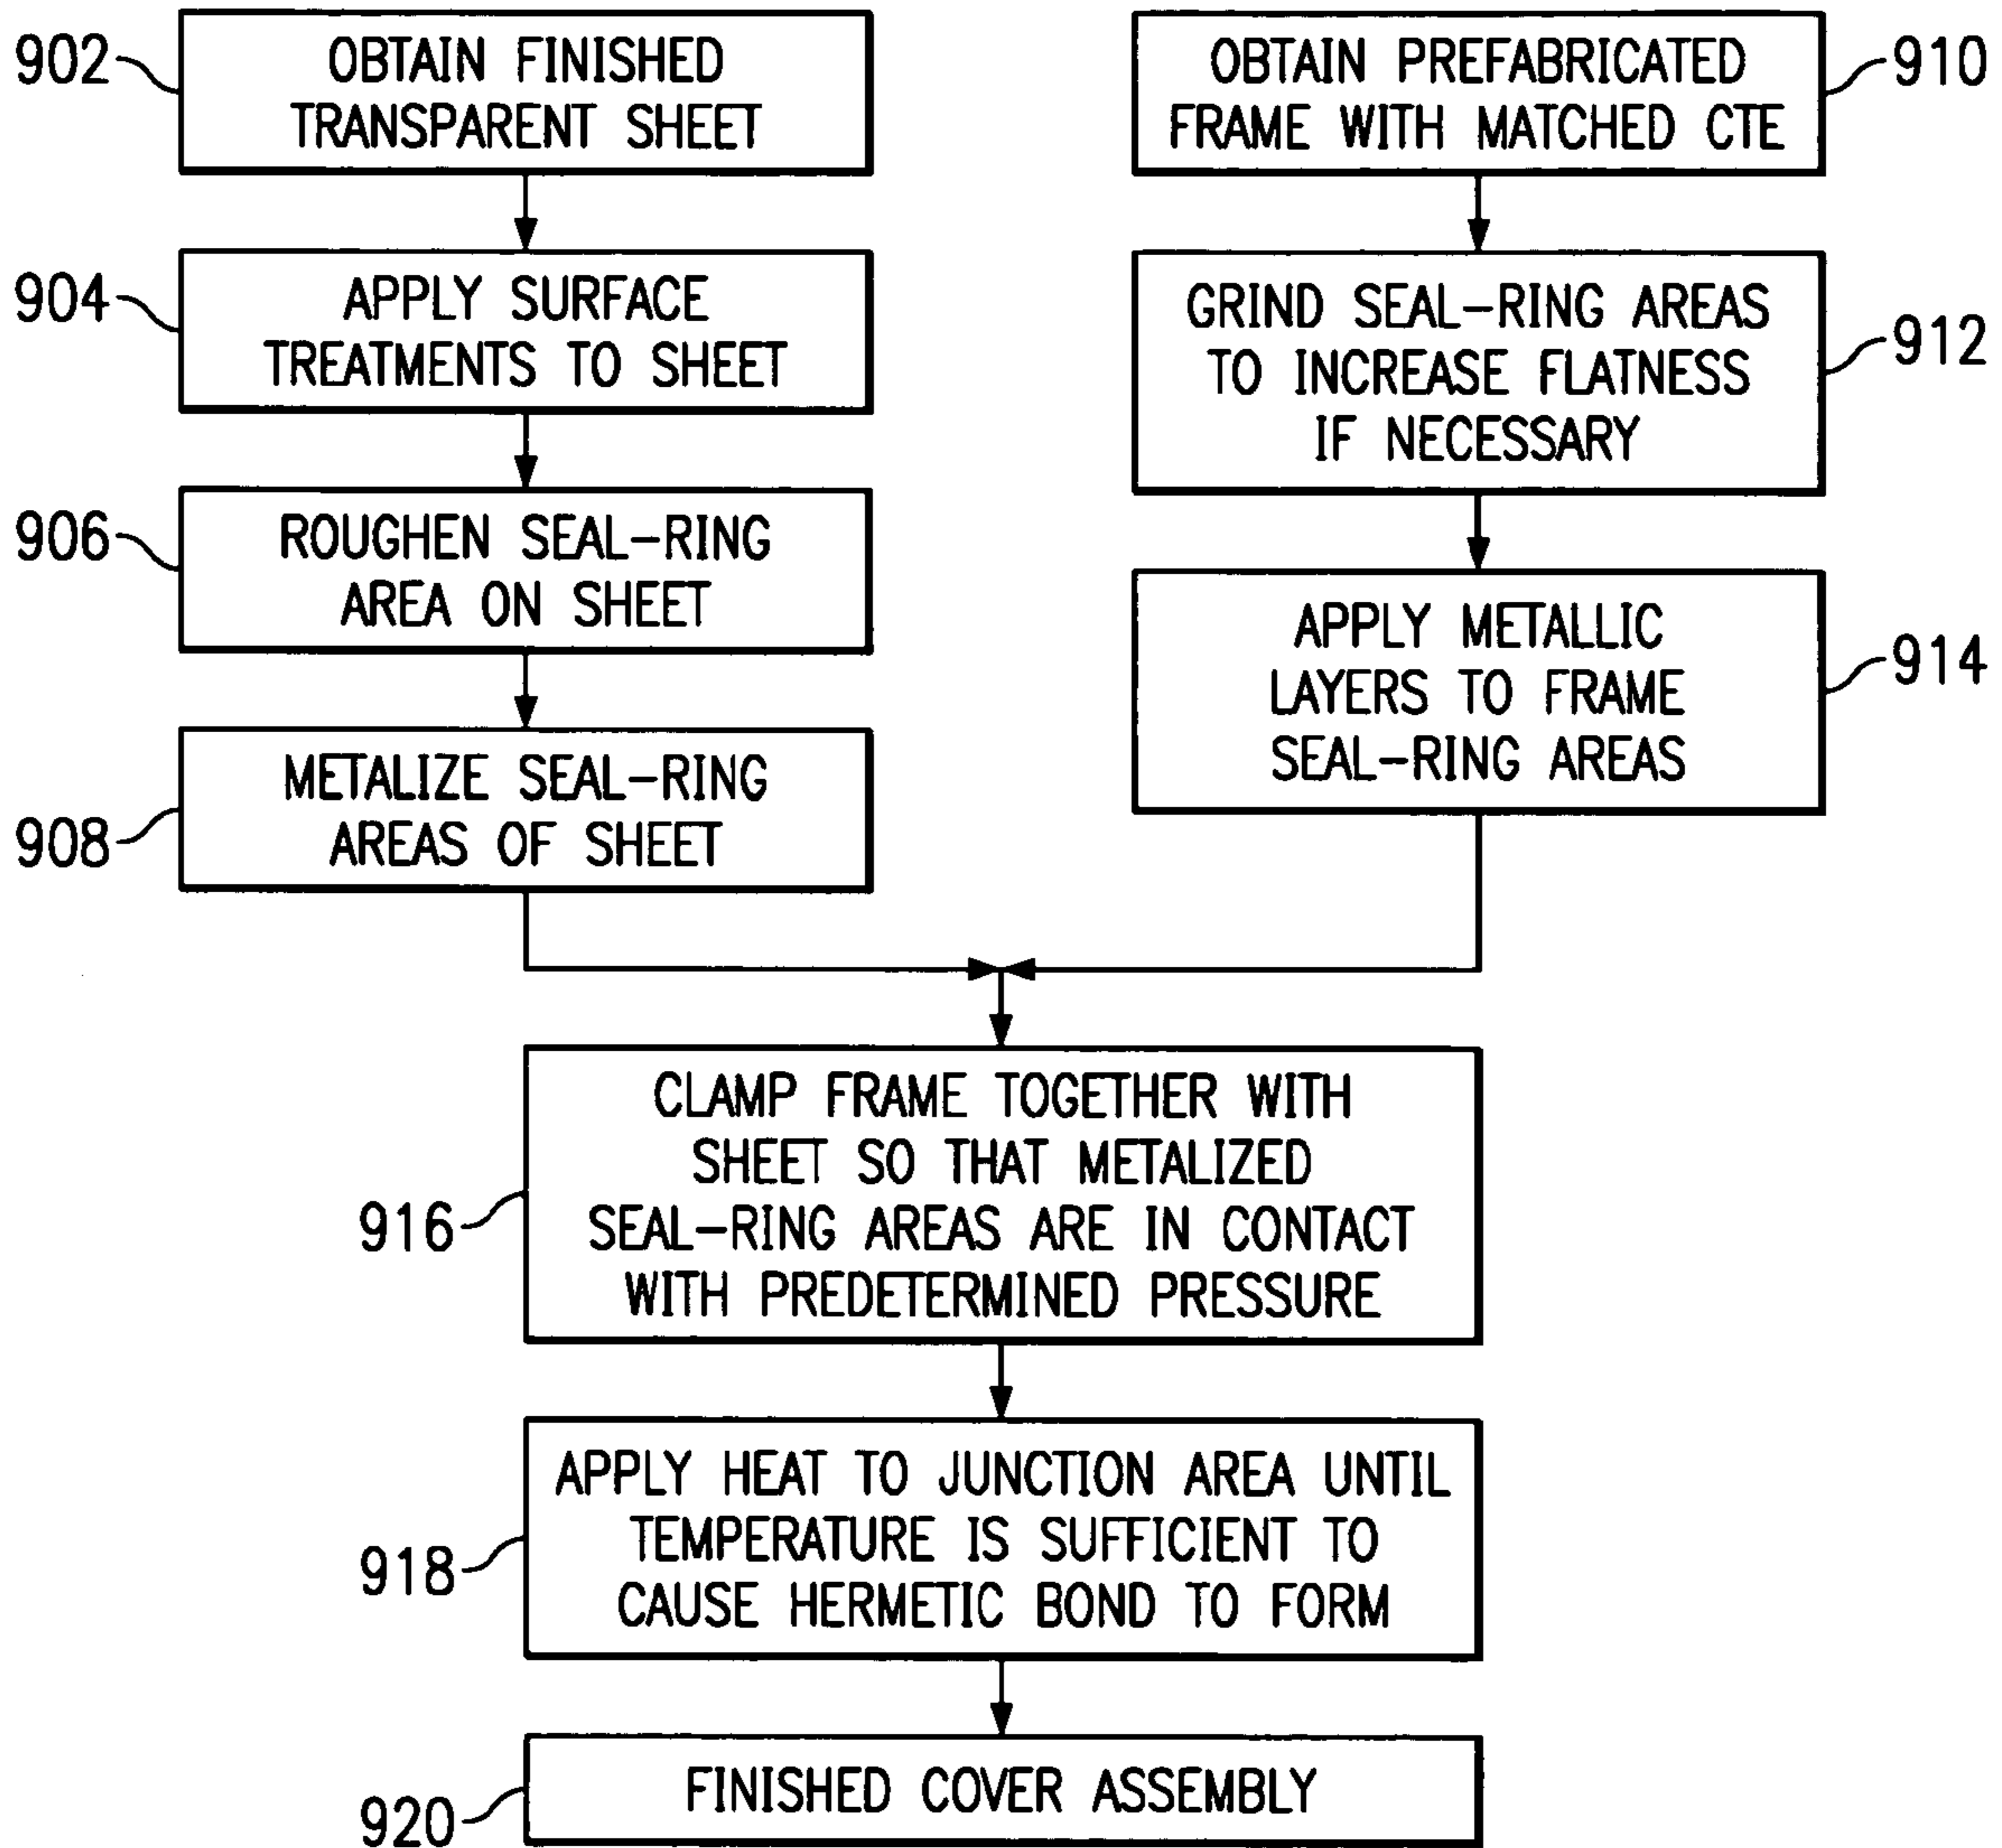 902
OBTAIN FINISHED
TRANSPARENT SHEET
904
APPLY SURFACE
TREATMENTS TO SHEET
906
ROUGHEN SEAL-RING
AREA ON SHEET
908
METALIZE SEAL-RING
AREAS OF SHEET
OBTAIN PREFABRICATED
FRAME WITH MATCHED CTE
910
GRIND SEAL-RING AREAS
TO INCREASE FLATNESS
IF NECESSARY
912
APPLY METALLIC
LAYERS TO FRAME
SEAL-RING AREAS
914
CLAMP FRAME TOGETHER WITH
SHEET SO THAT METALIZED
SEAL-RING AREAS ARE IN CONTACT
WITH PREDETERMINED PRESSURE
916
APPLY HEAT TO JUNCTION AREA UNTIL
TEMPERATURE IS SUFFICIENT TO
CAUSE HERMETIC BOND TO FORM
918
FINISHED COVER ASSEMBLY
920